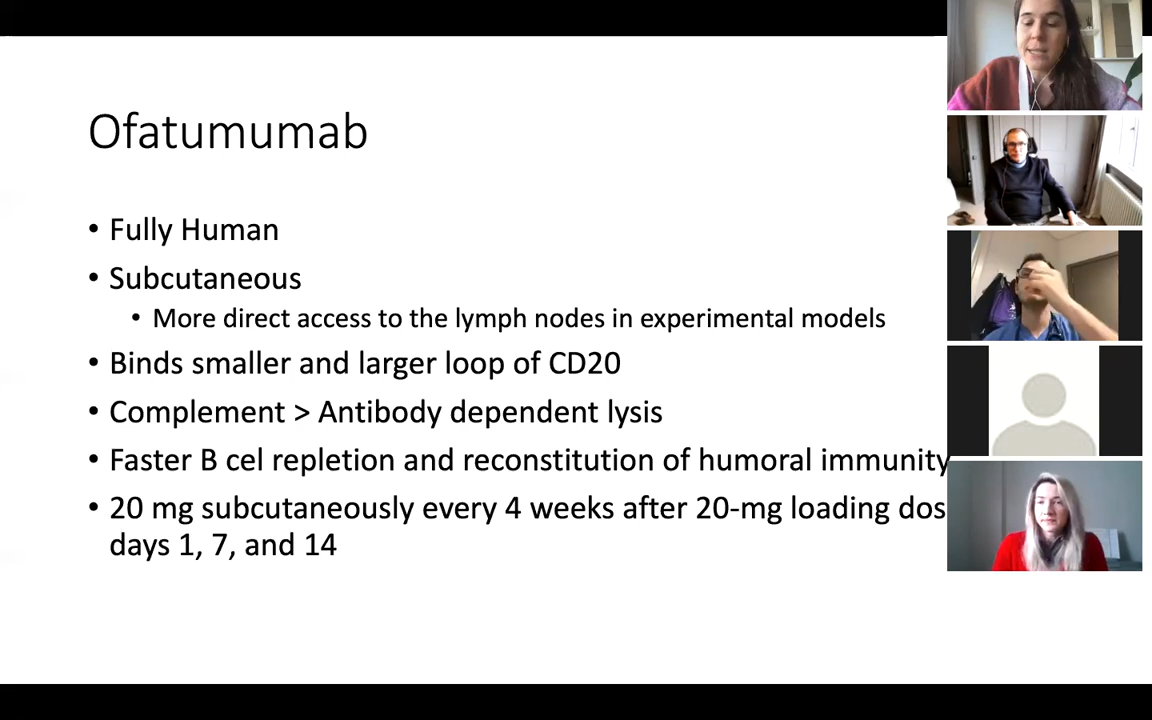 Ofatumumab
• Fully Human
• Subcutaneous
• More direct access to the lymph nodes in experimental models
• Binds smaller and larger loop of CD20
• Complement > Antibody dependent lysis
• Faster B cel repletion and reconstitution of humoral immunity
• 20 mg subcutaneously every 4 weeks after 20-mg loading dos
days 1, 7, and 14